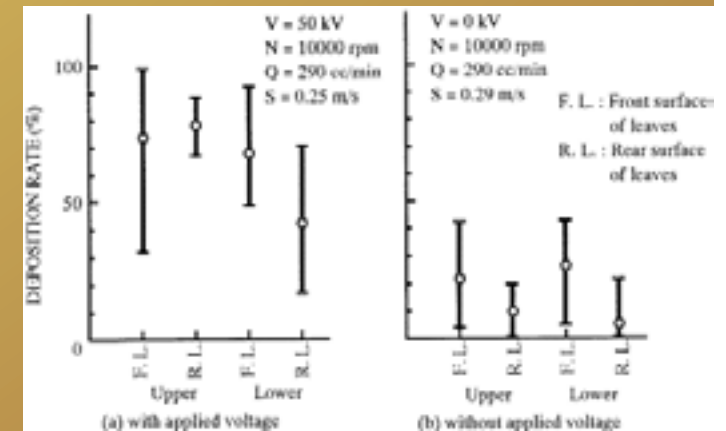 V = 50 kV
N = 10000 rpm
Q = 290 cc/min
S = 0.25 m/s
V = 0 kV
N = 10000 rpm
Q = 290 cc/min
S = 0.29 m/s
F. L. : Front surface
of leaves
R. L. : Rear surface
of leaves
DEPOSITION RATE (%)
100
50
0
F. L.
R. L.
F. L.
R. L.
Upper
Lower
(a) with applied voltage
F. L.
R. L.
F. L.
R. L.
Upper
Lower
(b) without applied voltage